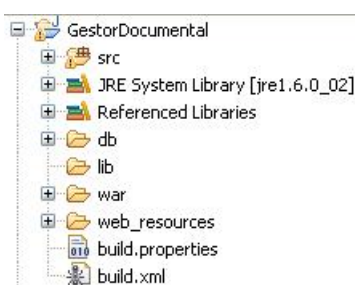 GestorDocumental
src
JRE System Library [jre1.6.0_02]
Referenced Libraries
db
lib
war
web_resources
build.properties
build.xml